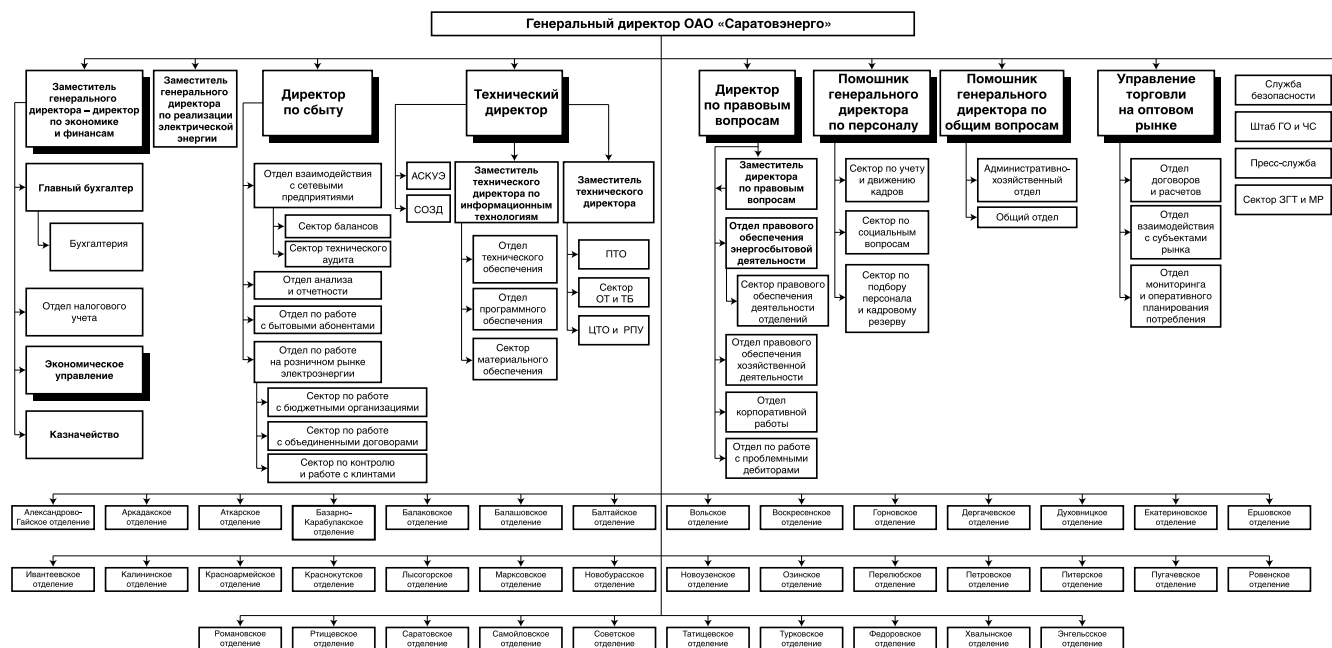 Генеральный директор ОАО «Саратовэнерго»
Заместитель
генерального
директора – директор
по экономике
и финансам
Главный бухгалтер
Бухгалтерия
Отдел налогового
учета
Экономическое
управление
Казначейство
Заместитель
генерального
директора
по реализации
электрической
энергии
Директор
по сбыту
Отдел взаимодействия
с сетевыми
предприятиями
Сектор балансов
Сектор технического
аудита
Отдел анализа
и отчетности
Отдел по работе
с бытовыми абонентами
Отдел по работе
на розничном рынке
электроэнергии
Сектор по работе
с бюджетными организациями
Сектор по работе
с объединенными договорами
Сектор по контролю
и работе с клинтами
Технический
директор
АСКУЭ
СОЗД
Заместитель
технического
директора по
информационным
технологиям
Отдел
технического
обеспечения
Отдел
программного
обеспечения
Сектор
материального
обеспечения
Заместитель
технического
директора
ПТО
Сектор
ОТ и ТБ
ЦТО и РПУ
Директор
по правовым
вопросам
Заместитель
директора
по правовым
вопросам
Отдел правового
обеспечения
энергосбытовой
деятельности
Сектор правового
обеспечения
деятельности
отделений
Отдел правового
обеспечения
хозяйственной
деятельности
Отдел
корпоративной
работы
Отдел по работе
с проблемными
дебиторами
Помошник
генерального
директора
по персоналу
Сектор по учету
и движению
кадров
Сектор по
социальным
вопросам
Сектор по
подбору
персонала
и кадровому
резерву
Помошник
генерального
директора по
общим вопросам
Административно-
хозяйственный
отдел
Общий отдел
Управление
торговли
на оптовом
рынке
Отдел
договоров
и расчетов
Отдел
взаимодействия
с субъектами
рынка
Отдел
мониторинга
и оперативного
планирования
потребления
Служба
безопасности
Штаб ГО и ЧС
Пресс-служба
Сектор ЗГТ и МР
Александрово-
Гайское отделение
Аркадакское
отделение
Аткарское
отделение
Базарно-
Карабулакское
отделение
Балаковское
отделение
Балашовское
отделение
Балтайское
отделение
Вольское
отделение
Воскресенское
отделение
Горновское
отделение
Дергачевское
отделение
Духовницкое
отделение
Екатериновское
отделение
Ершовское
отделение
Ивантеевское
отделение
Калининское
отделение
Красноармейское
отделение
Краснокутское
отделение
Лысогорское
отделение
Марксовское
отделение
Новобурасское
отделение
Новоузенское
отделение
Озинское
отделение
Перелюбское
отделение
Петровское
отделение
Питерское
отделение
Пугачевское
отделение
Ровенское
отделение
Романовское
отделение
Ртищевское
отделение
Саратовское
отделение
Самойловское
отделение
Советское
отделение
Татищевское
отделение
Турковское
отделение
Федоровское
отделение
Хвалынское
отделение
Энгельсское
отделение